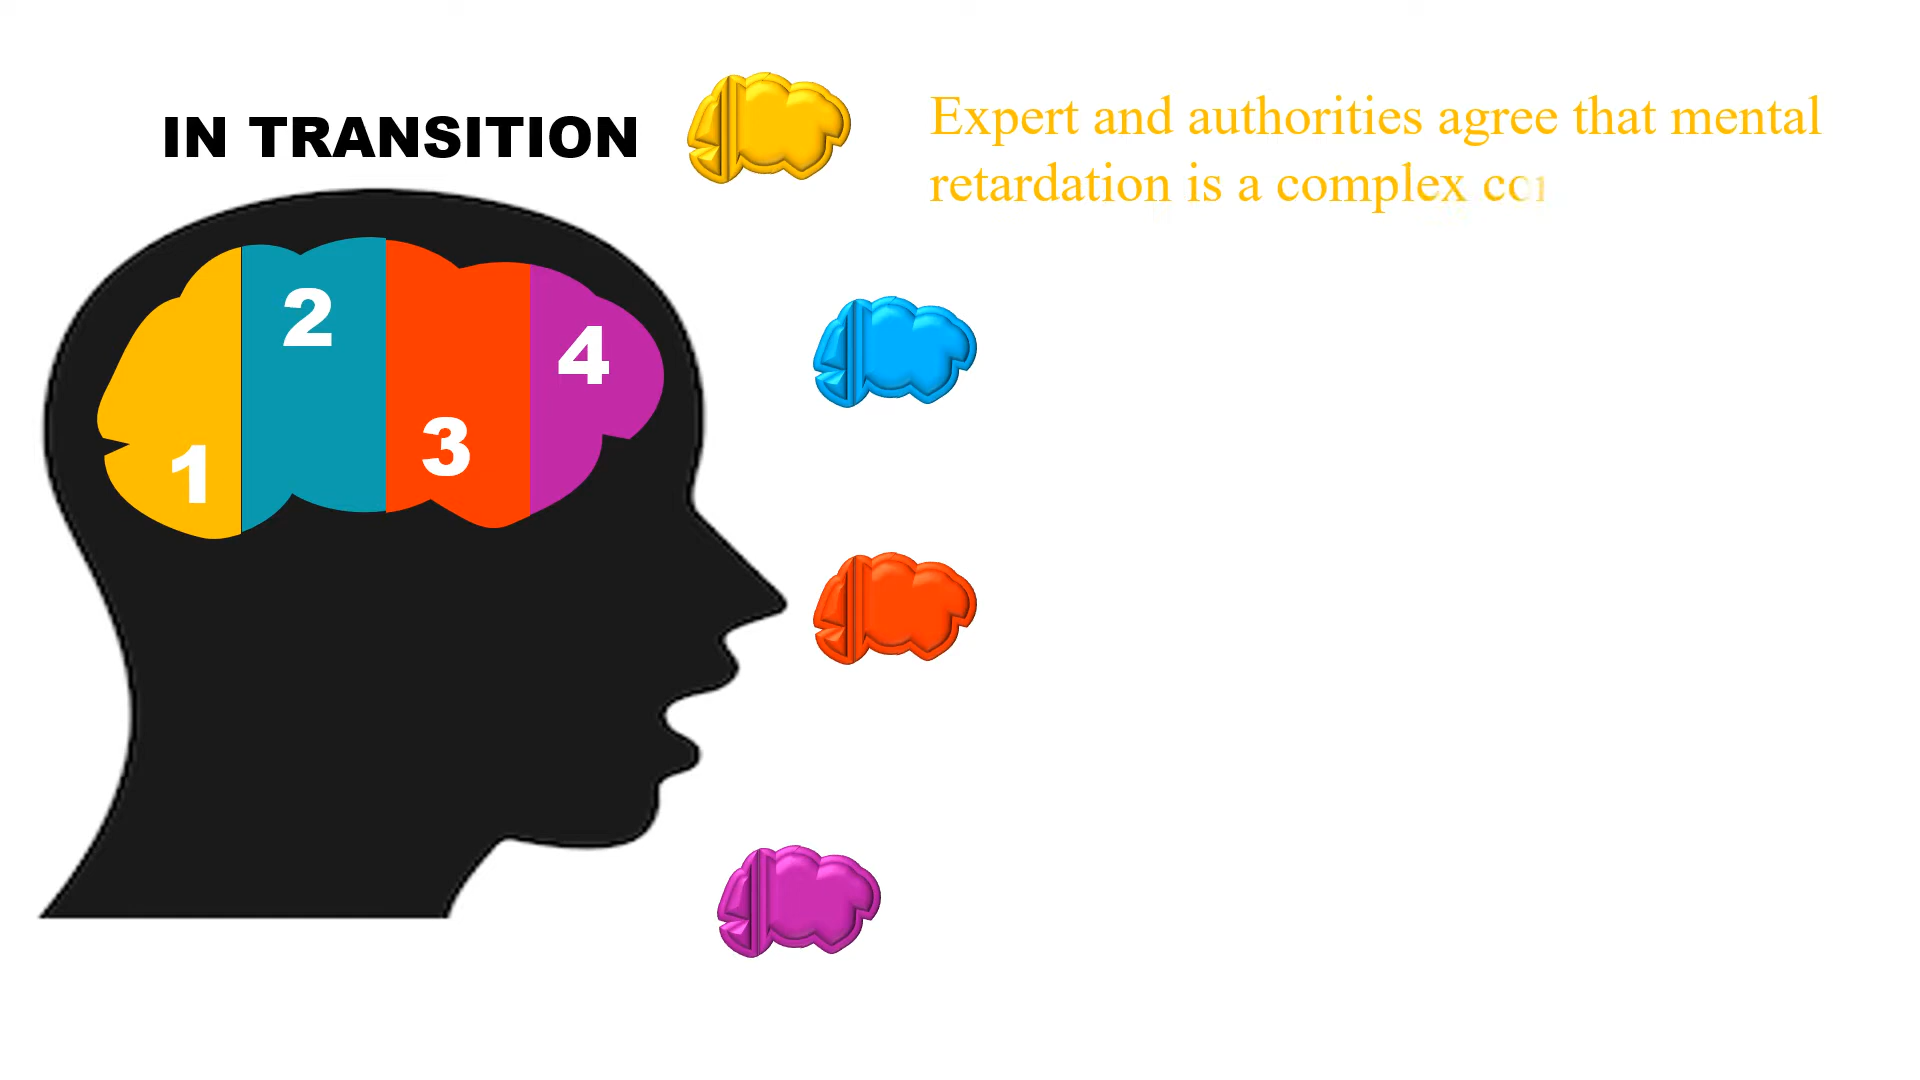 IN TRANSITION
Expert and authorities agree that mental
retardation is a complex
2
4
3
1